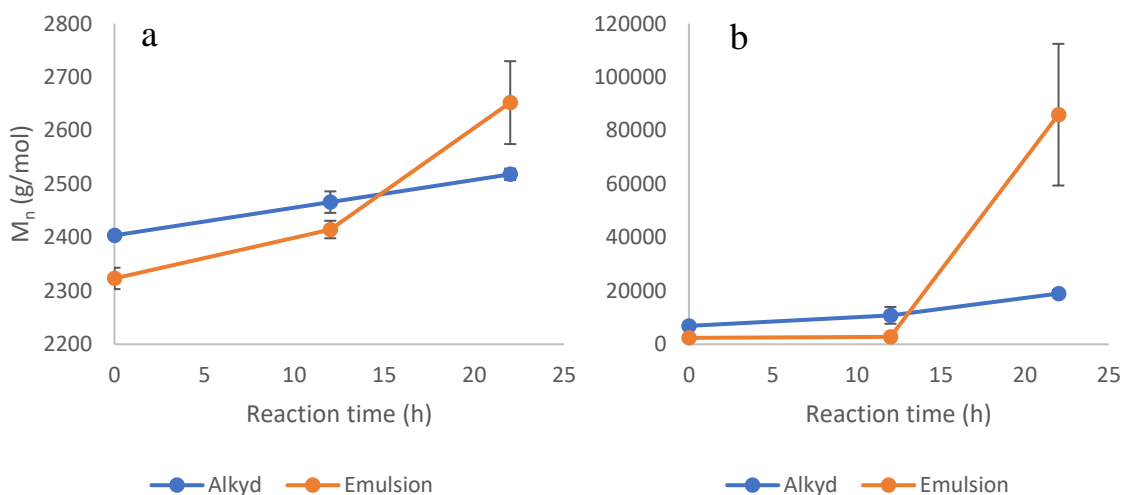 a
2800
2700
2600
2500
2400
2300
2200
M_n (g/mol)
0 5 10 15 20 25
Reaction time (h)
Alkyd Emulsion
b
120000
100000
80000
60000
40000
20000
0
0 5 10 15 20 25
Reaction time (h)
Alkyd Emulsion